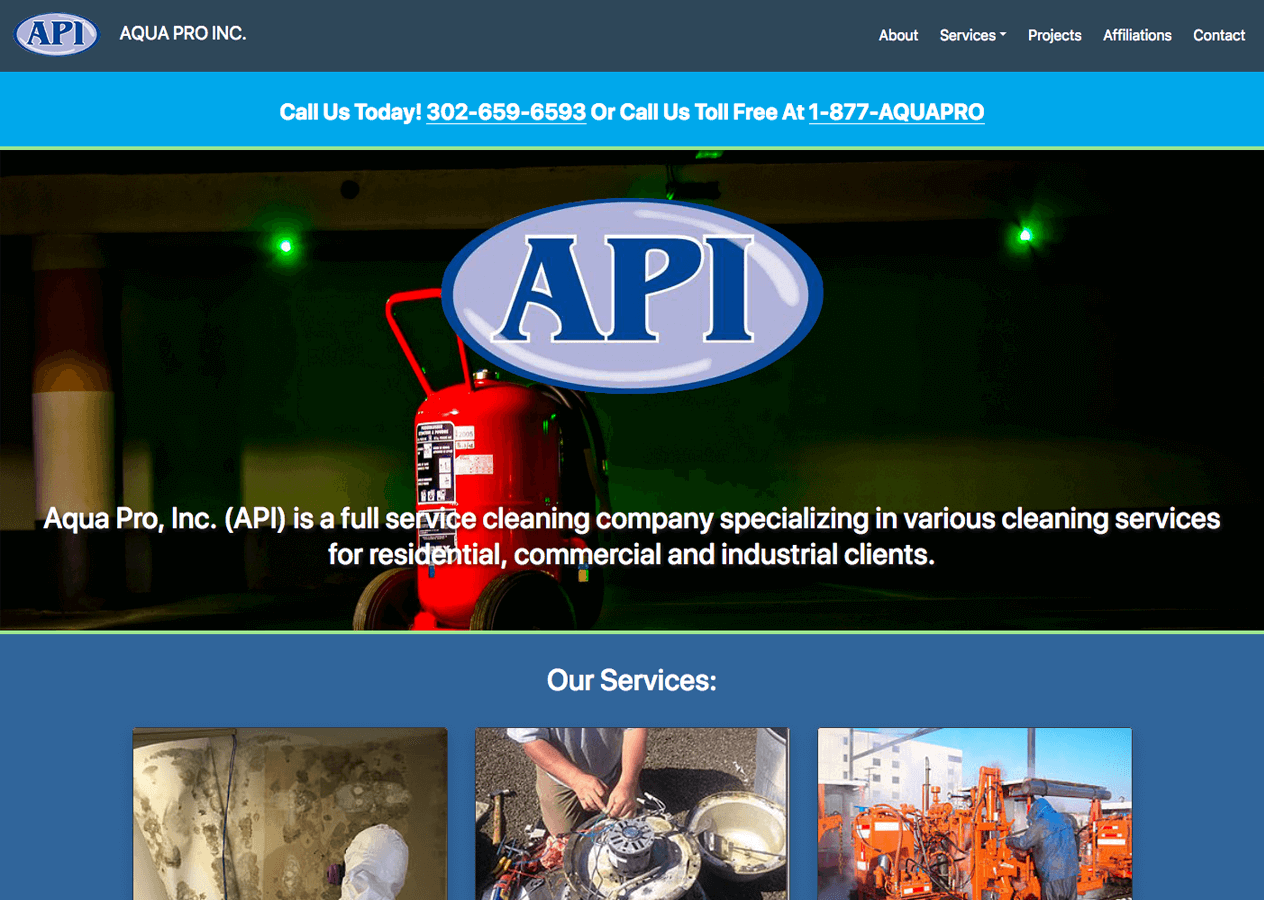 API
AQUA PRO INC.
About Services Projects Affiliations Contact
Call Us Today! 302-659-6593 Or Call Us Toll Free At 1-877-AQUAPRO
API
Aqua Pro, Inc. (API) is a full service cleaning company specializing in various cleaning services
for residential, commercial and industrial clients.
Our Services: